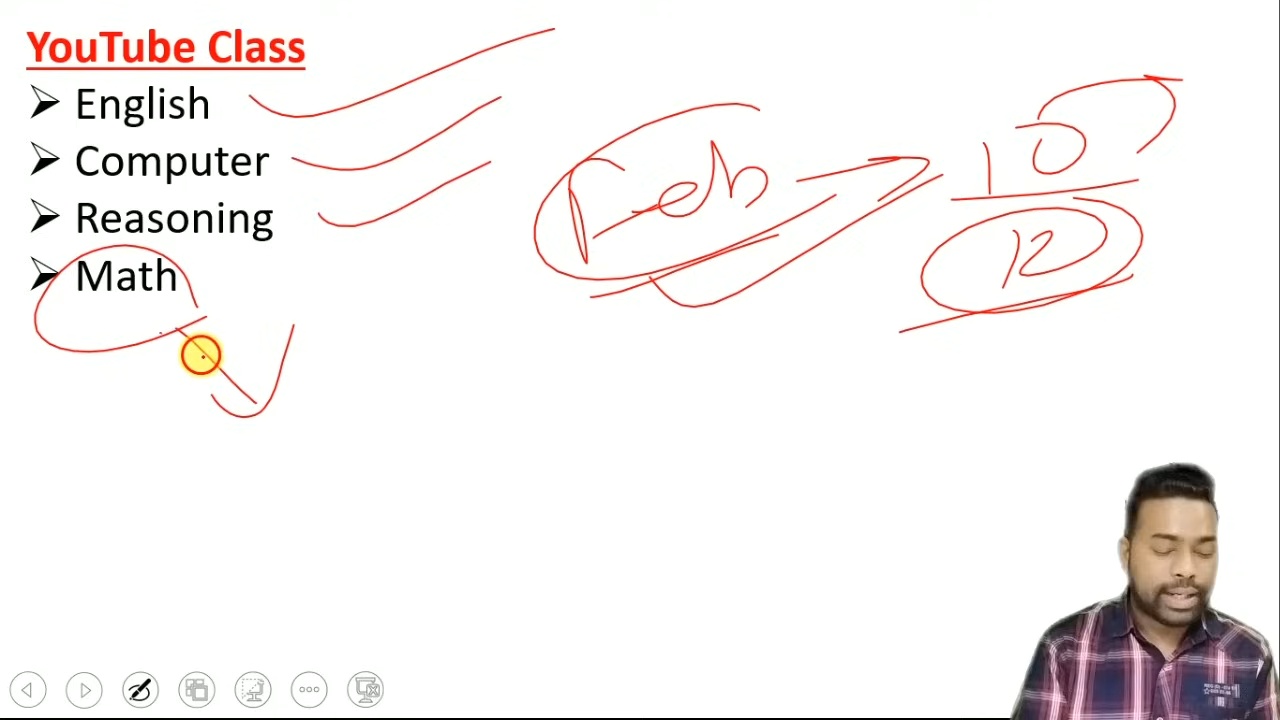 YouTube Class
➢ English
➢ Computer
➢ Reasoning
➢ Math
Feb
10
12